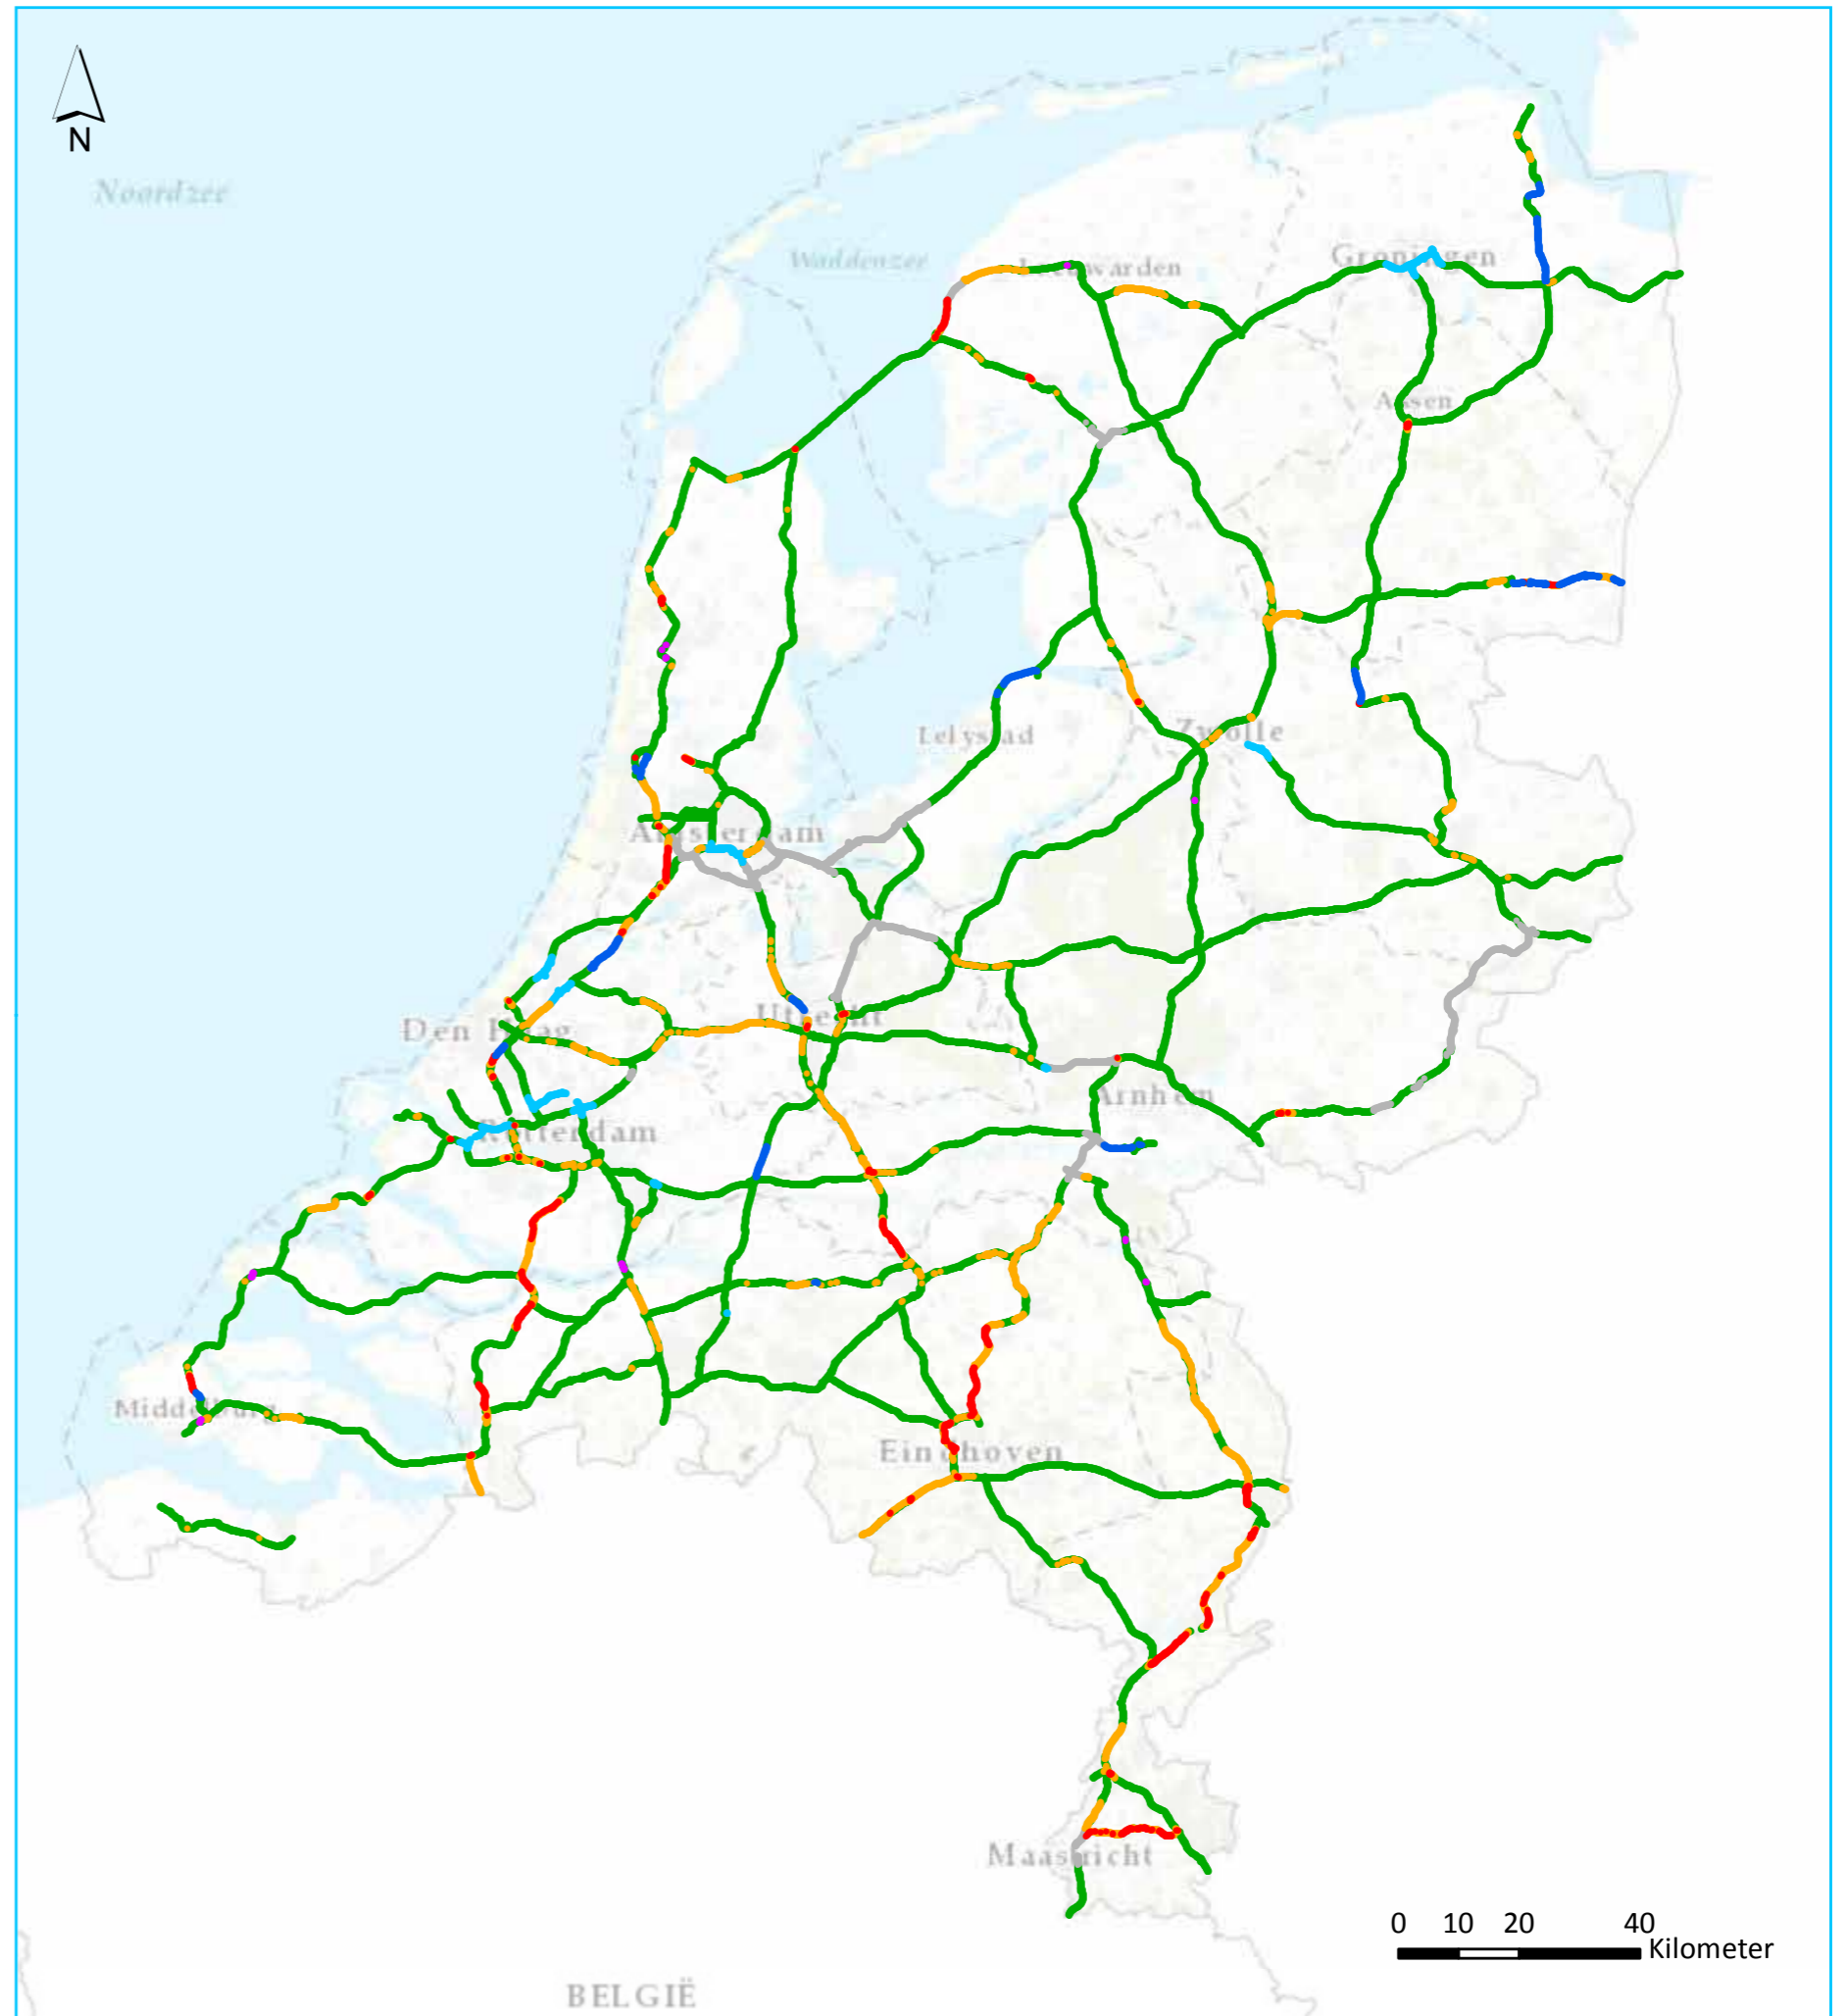 N
Noordzee
Waddenzee
Leeuwarden
Groningen
Assen
Zwolle
Lelystad
Amsterdam
Utrecht
Den Haag
Arnhem
Rotterdam
Middelburg
Eindhoven
Maastricht
0 10 20 40
Kilometer
BELGIË